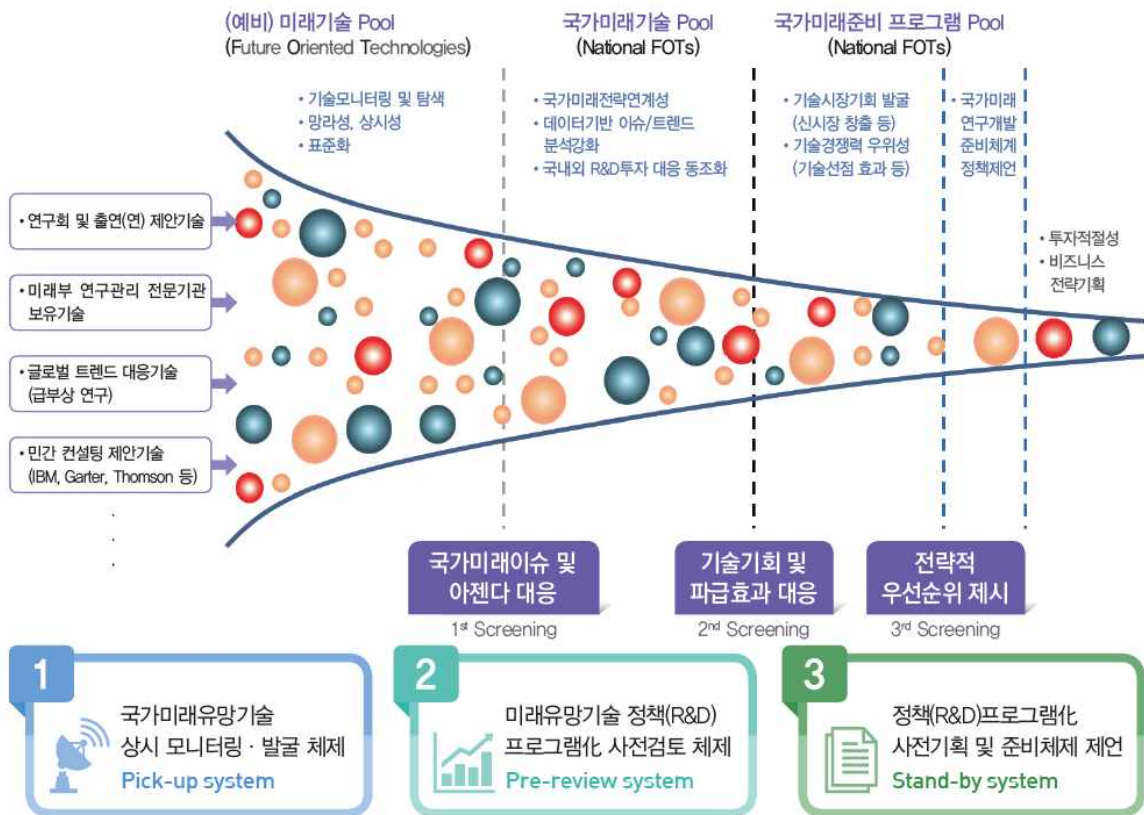 (예비) 미래기술 Pool
(Future Oriented Technologies)
국가미래기술 Pool
(National FOTs)
국가미래준비 프로그램 Pool
(National FOTs)
• 기술모니터링 및 탐색
• 망라성, 상시성
• 표준화
• 국가미래전략연계성
• 데이터기반 이슈/트렌드
분석강화
• 국내외 R&D투자 대응 동조화
• 기술시장기회 발굴
(신시장 창출 등)
• 기술경쟁력 우위성
(기술선점 효과 등)
• 국가미래
연구개발
준비체계
정책제언
• 투자적절성
• 비즈니스
전략기획
• 연구회 및 출연(연) 제안기술
• 미래부 연구관리 전문기관
보유기술
• 글로벌 트렌드 대응기술
(급부상 연구)
• 민간 컨설팅 제안기술
(IBM, Garter, Thomson 등)
.
.
.
국가미래이슈 및
아젠다 대응
1st Screening
기술기회 및
파급효과 대응
2nd Screening
전략적
우선순위 제시
3rd Screening
1
국가미래유망기술
상시 모니터링 · 발굴 체제
Pick-up system
2
미래유망기술 정책(R&D)
프로그램化 사전검토 체제
Pre-review system
3
정책(R&D)프로그램化
사전기획 및 준비체제 제언
Stand-by system